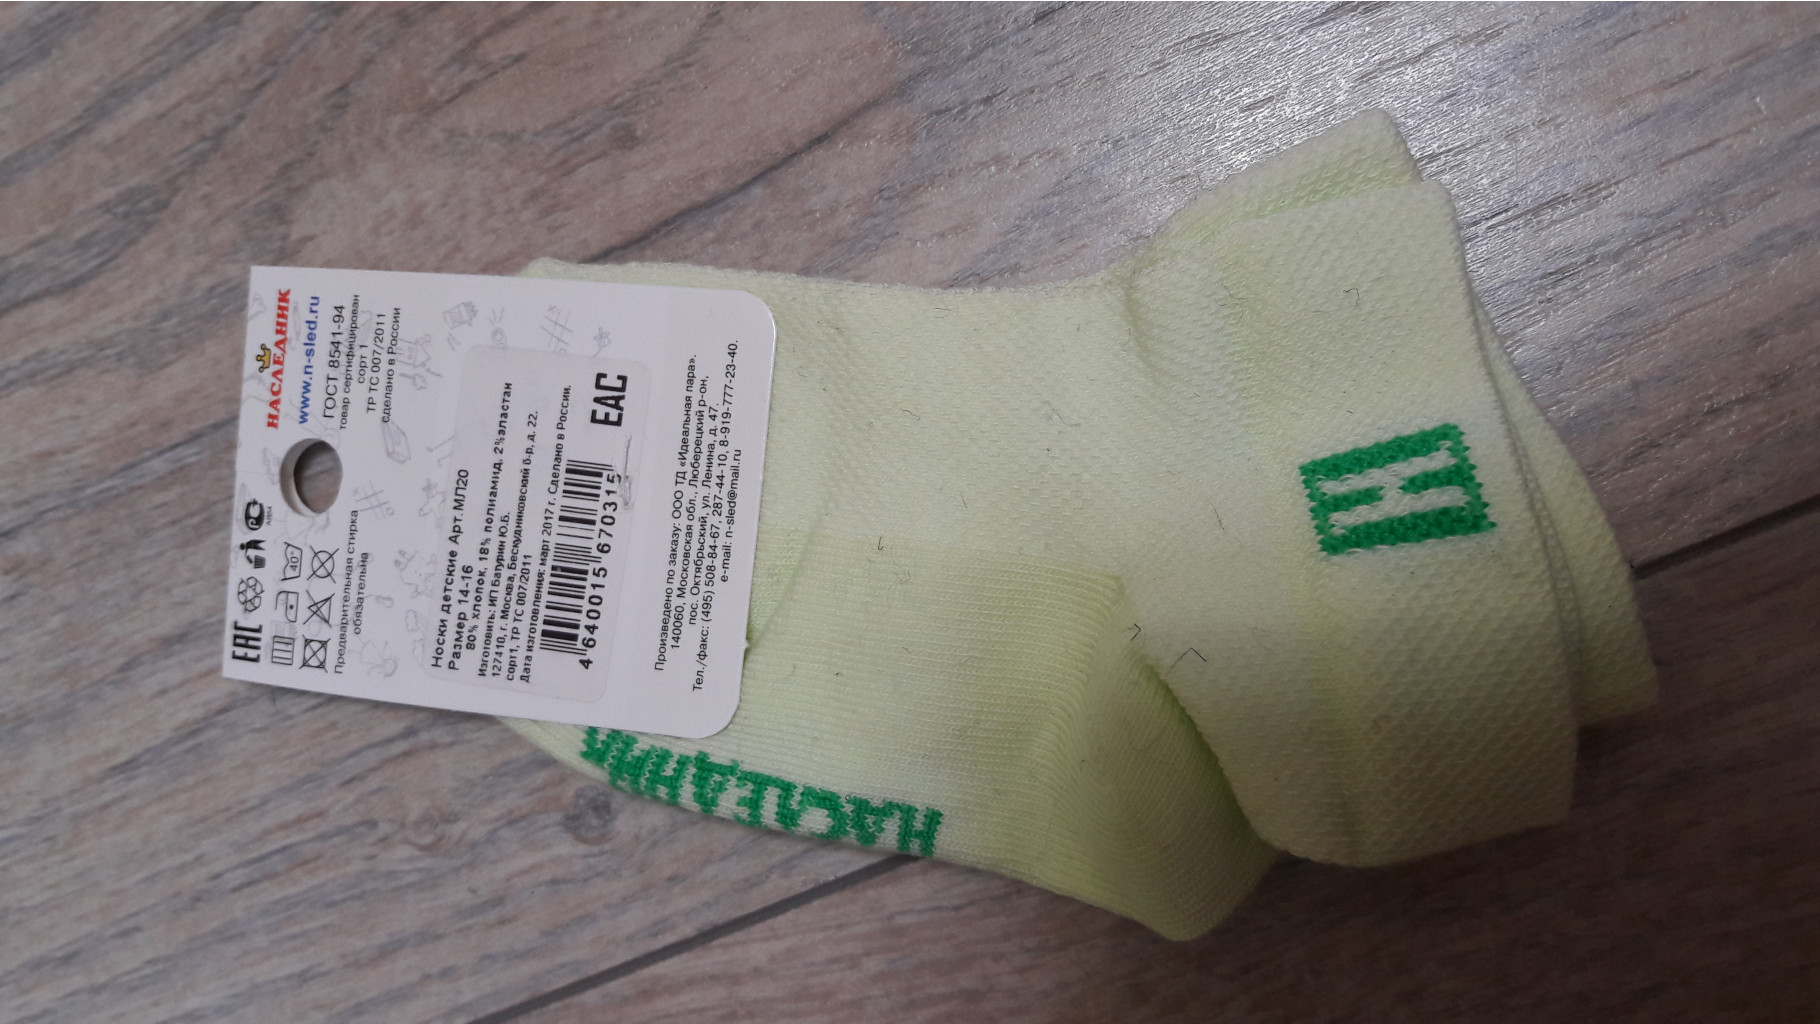 НАСЛЕДНИК
www.n-sled.ru
ГОСТ 8541-94
товар сертифицирован
сорт 1
ТР ТС 007/2011
сделано в России
EAC
40°
Предварительная стирка
обязательна
Носки детские Арт.МЛ20
Размер 14-16
80% хлопок, 18% полиамид, 2%эластан
Изготовитель: ИП Батурин Ю.Б.
127410, г. Москва, Бескудниковский б-р, д. 22.
сорт1, ТР ТС 007/2011
Дата изготовления: март 2017 г. Сделано в России.
4 640015 670315
EAC
Произведено по заказу: ООО ТД «Идеальная пара».
140060, Московская обл., Люберецкий р-он,
пос. Октябрьский, ул. Ленина, д. 47.
Тел./факс: (495) 508-84-67, 287-44-10, 8-919-777-23-40.
e-mail: n-sled@mail.ru
Н
НАСЛЕДНИ